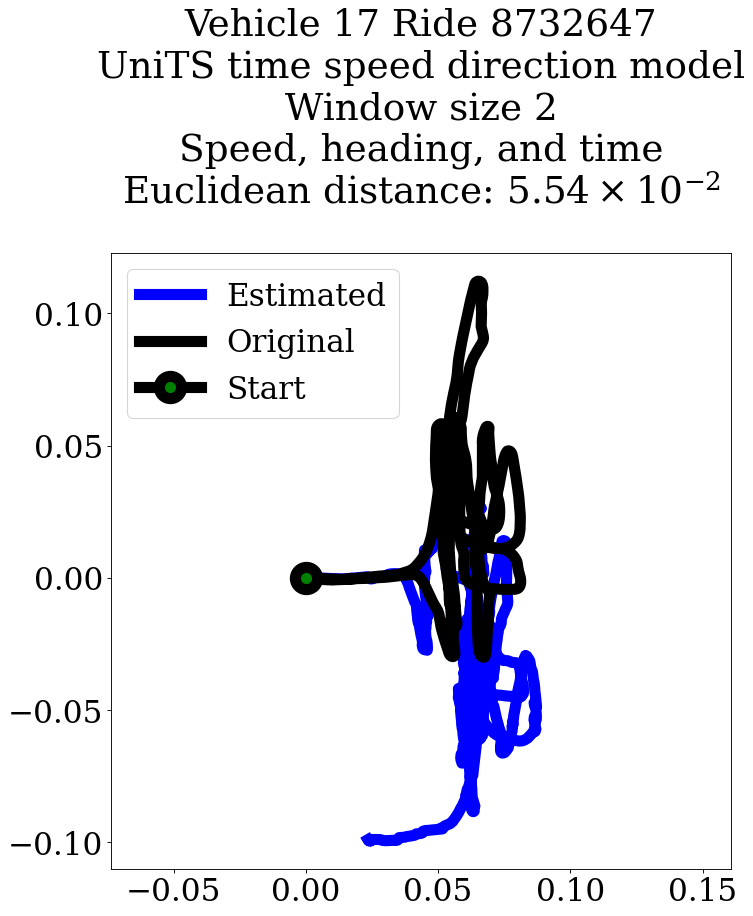 Vehicle 17 Ride 8732647
UniTS time speed direction model
Window size 2
Speed, heading, and time
Euclidean distance: 5.54 × 10⁻²
Estimated
Original
Start
0.10
0.05
0.00
−0.05
−0.10
−0.05 0.00 0.05 0.10 0.15